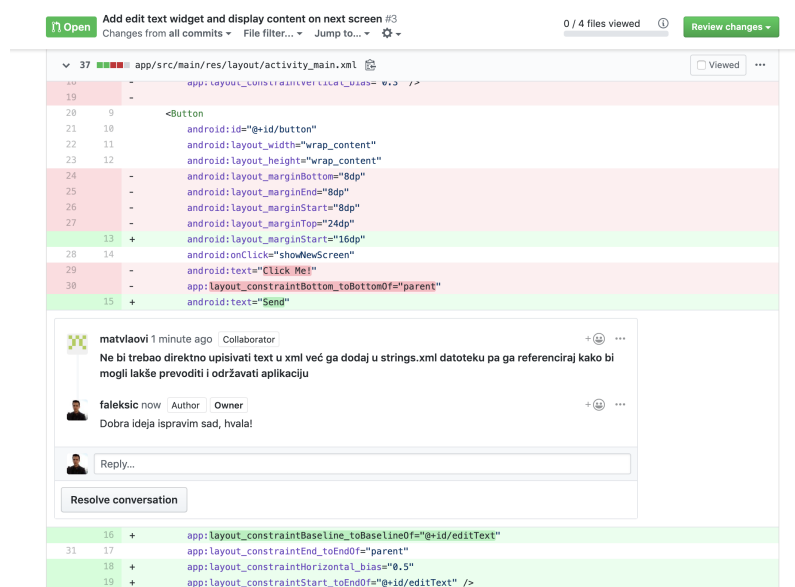 Open
Add edit text widget and display content on next screen #3
Changes from all commits File filter... Jump to...
0 / 4 files viewed
Review changes
37 app/src/main/res/layout/activity_main.xml
Viewed
18 - app:layout_constraintVertical_bias="0.3" />
19 -
20 9 <Button
21 10 android:id="@+id/button"
22 11 android:layout_width="wrap_content"
23 12 android:layout_height="wrap_content"
24 - android:layout_marginBottom="8dp"
25 - android:layout_marginEnd="8dp"
26 - android:layout_marginStart="8dp"
27 - android:layout_marginTop="24dp"
13 + android:layout_marginStart="16dp"
28 14 android:onClick="showNewScreen"
29 - android:text="Click Me!"
30 - app:layout_constraintBottom_toBottomOf="parent"
15 + android:text="Send"
matvlaovi 1 minute ago Collaborator
Ne bi trebao direktno upisivati text u xml već ga dodaj u strings.xml datoteku pa ga referenciraj kako bi
mogli lakše prevoditi i održavati aplikaciju
faleksic now Author Owner
Dobra ideja ispravim sad, hvala!
Reply...
Resolve conversation
16 + app:layout_constraintBaseline_toBaselineOf="@+id/editText"
31 17 app:layout_constraintEnd_toEndOf="parent"
18 + app:layout_constraintHorizontal_bias="0.5"
19 + app:layout_constraintStart_toEndOf="@+id/editText" />